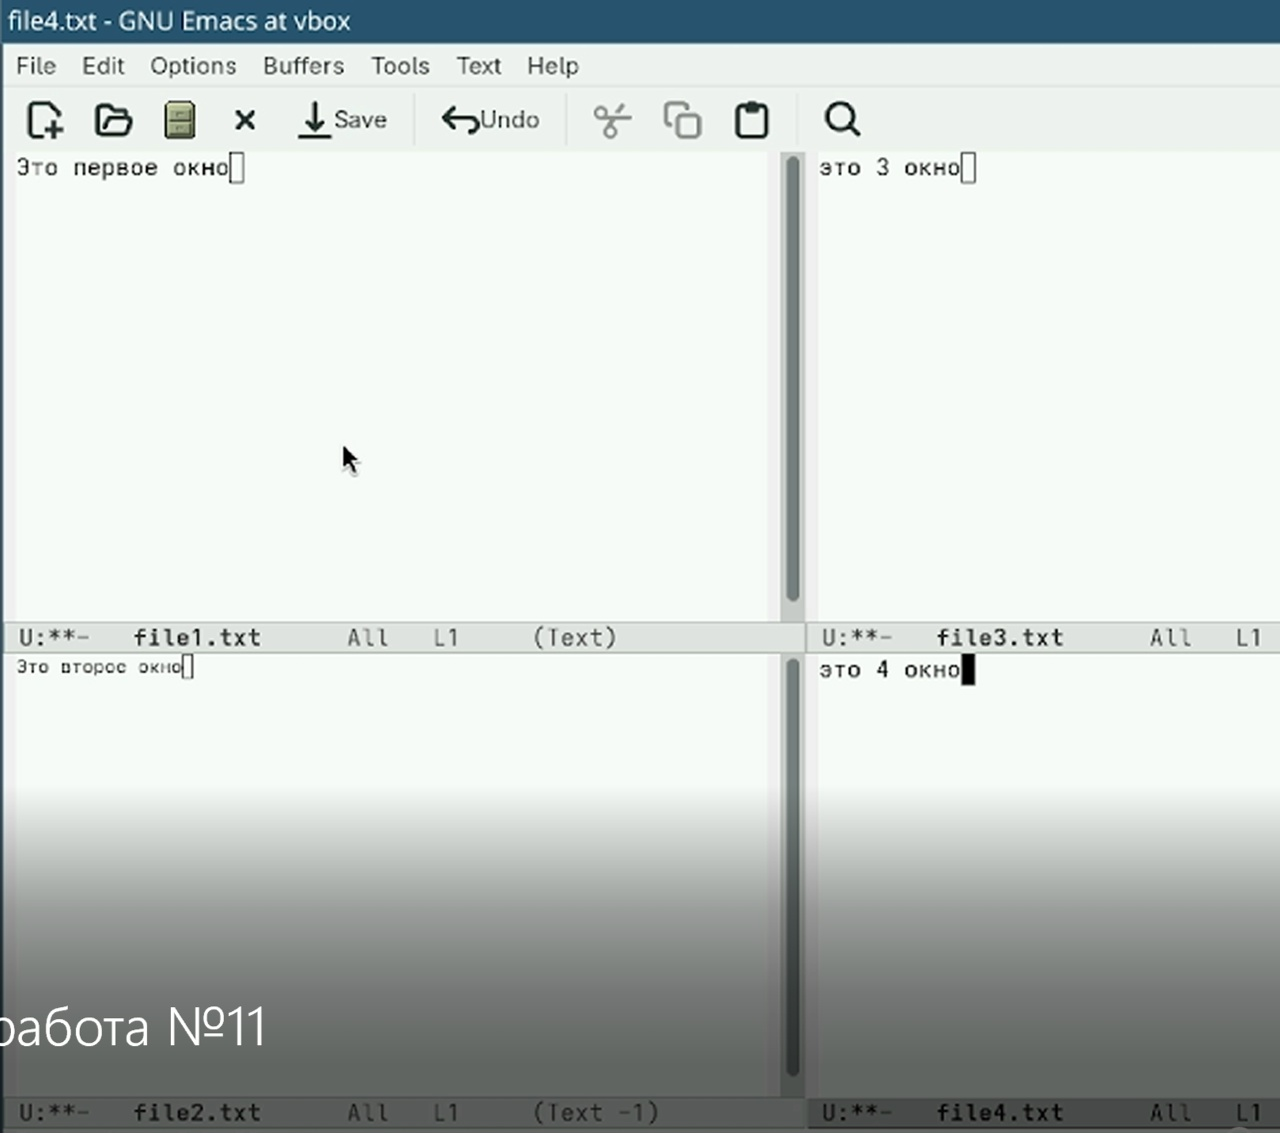 file4.txt - GNU Emacs at vbox
File Edit Options Buffers Tools Text Help
Save Undo
Это первое окно
это 3 окно
U:**- file1.txt All L1 (Text)
U:**- file3.txt All L1
Это второе окно
это 4 окно
работа №11
U:**- file2.txt All L1 (Text -1)
U:**- file4.txt All L1